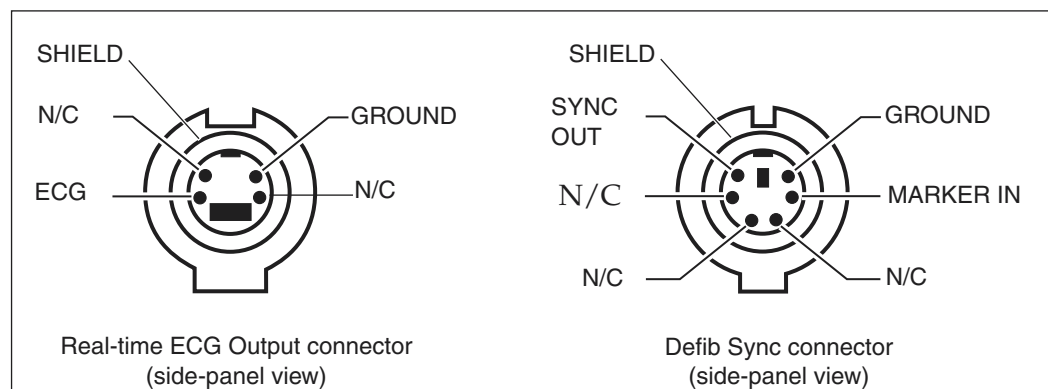 SHIELD
N/C
GROUND
ECG
N/C
Real-time ECG Output connector
(side-panel view)
SHIELD
SYNC
OUT
GROUND
N/C
MARKER IN
N/C
N/C
Defib Sync connector
(side-panel view)